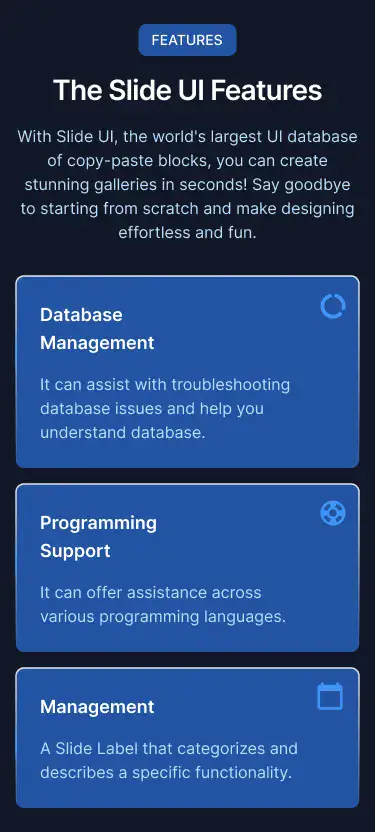 FEATURES
The Slide UI Features
With Slide UI, the world's largest UI database
of copy-paste blocks, you can create
stunning galleries in seconds! Say goodbye
to starting from scratch and make designing
effortless and fun.
Database
Management
It can assist with troubleshooting
database issues and help you
understand database.
Programming
Support
It can offer assistance across
various programming languages.
Management
A Slide Label that categorizes and
describes a specific functionality.